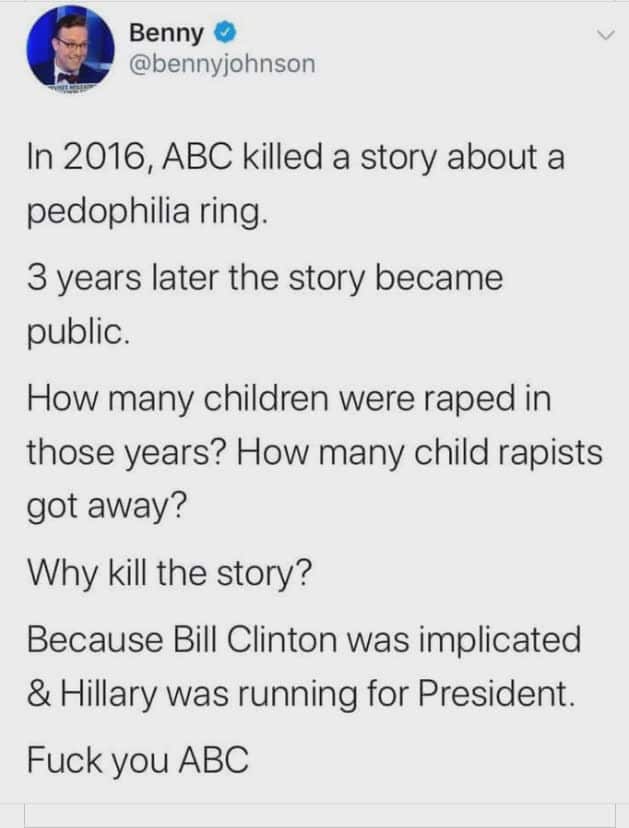 Benny
@bennyjohnson
In 2016, ABC killed a story about a
pedophilia ring.
3 years later the story became
public.
How many children were raped in
those years? How many child rapists
got away?
Why kill the story?
Because Bill Clinton was implicated
& Hillary was running for President.
Fuck you ABC